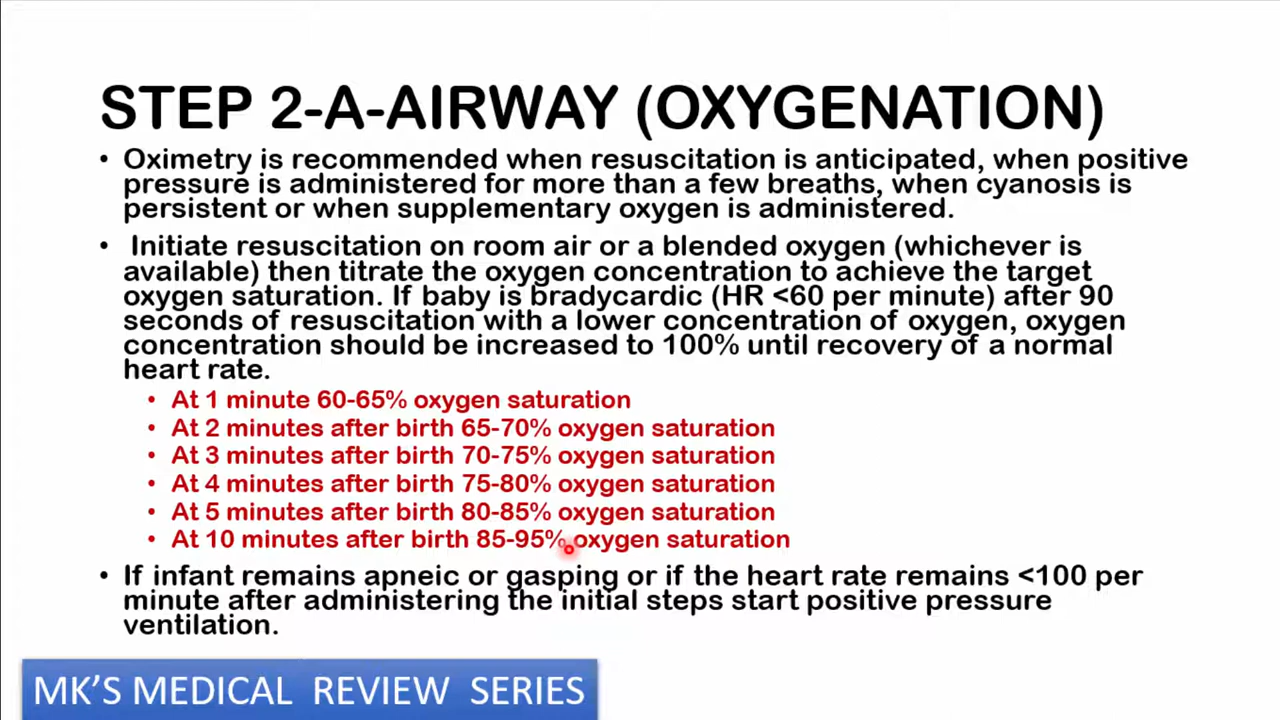 STEP 2-A-AIRWAY (OXYGENATION)
• Oximetry is recommended when resuscitation is anticipated, when positive
pressure is administered for more than a few breaths, when cyanosis is
persistent or when supplementary oxygen is administered.
• Initiate resuscitation on room air or a blended oxygen (whichever is
available) then titrate the oxygen concentration to achieve the target
oxygen saturation. If baby is bradycardic (HR <60 per minute) after 90
seconds of resuscitation with a lower concentration of oxygen, oxygen
concentration should be increased to 100% until recovery of a normal
heart rate.
• At 1 minute 60-65% oxygen saturation
• At 2 minutes after birth 65-70% oxygen saturation
• At 3 minutes after birth 70-75% oxygen saturation
• At 4 minutes after birth 75-80% oxygen saturation
• At 5 minutes after birth 80-85% oxygen saturation
• At 10 minutes after birth 85-95% oxygen saturation
• If infant remains apneic or gasping or if the heart rate remains <100 per
minute after administering the initial steps start positive pressure
ventilation.
MK'S MEDICAL REVIEW SERIES